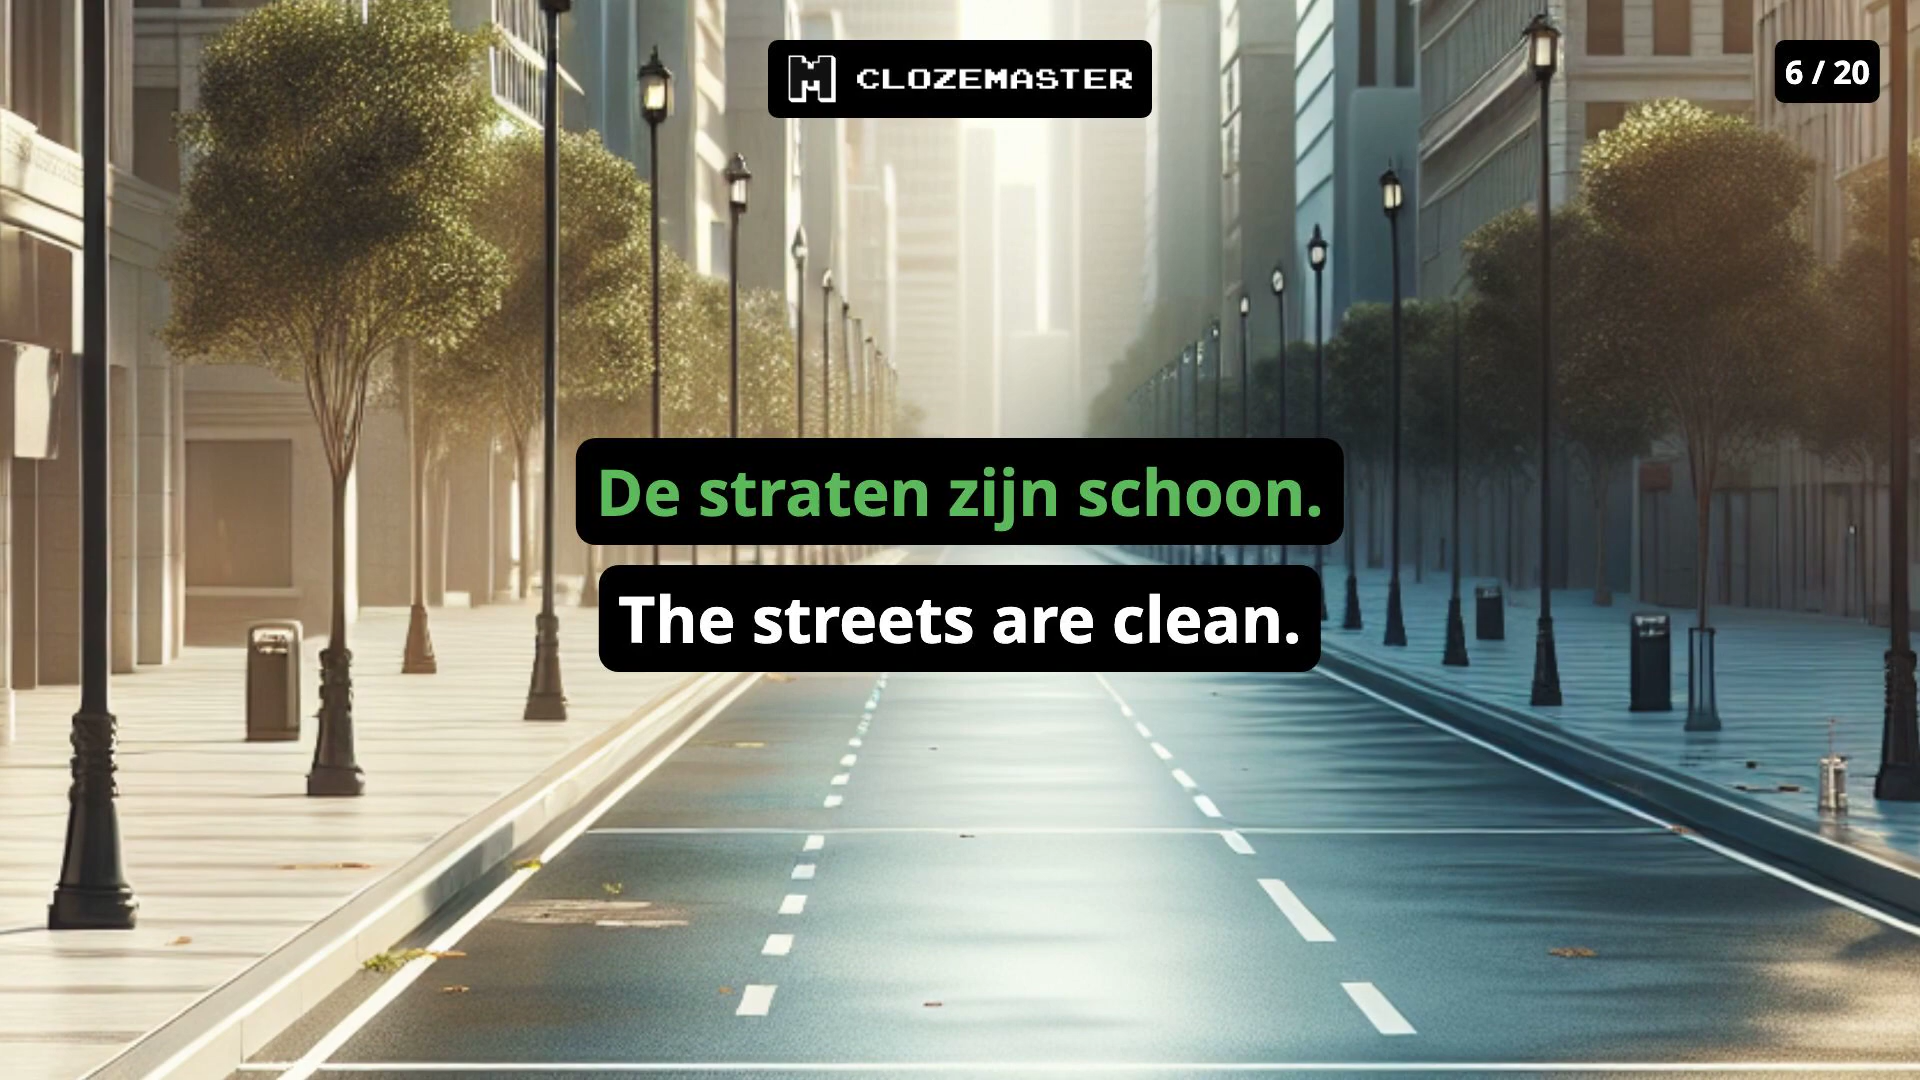 CLOZEMASTER
6 / 20
De straten zijn schoon.
The streets are clean.